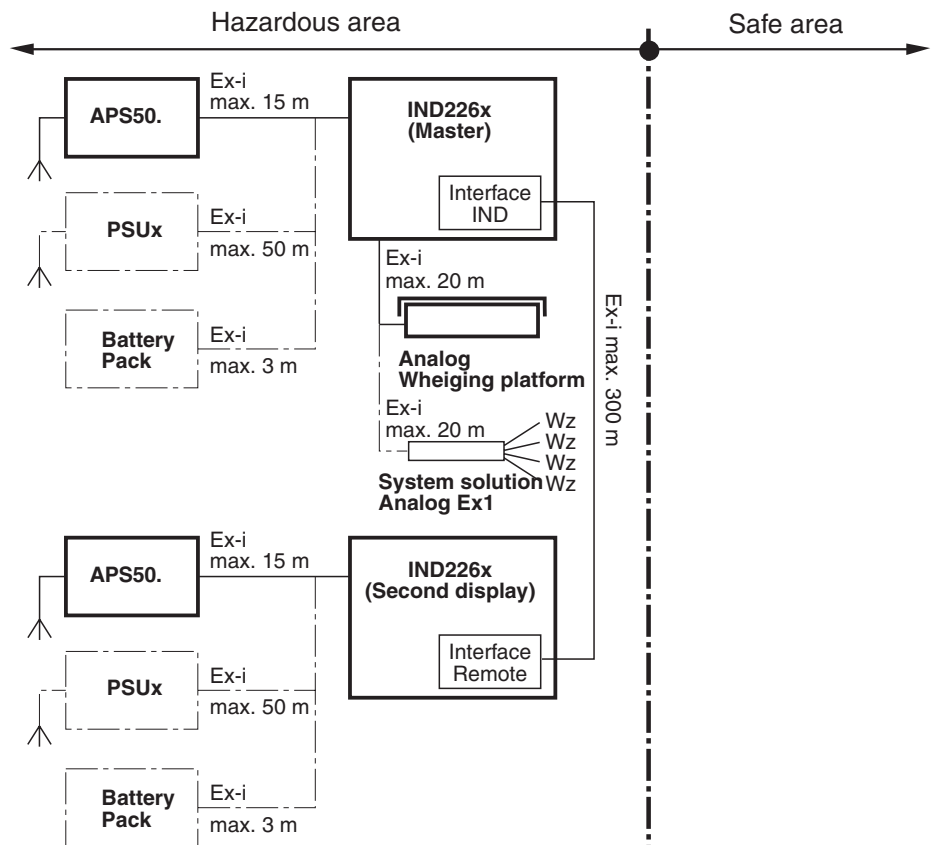 Hazardous area
Safe area
APS50.
Ex-i
max. 15 m
IND226x
(Master)
Interface
IND
PSUx
Ex-i
max. 50 m
Battery
Pack
Ex-i
max. 3 m
Ex-i
max. 20 m
Analog
Wheiging platform
Ex-i
max. 20 m
Wz
Wz
Wz
Wz
System solution
Analog Ex1
Ex-i max. 300 m
APS50.
Ex-i
max. 15 m
IND226x
(Second display)
Interface
Remote
PSUx
Ex-i
max. 50 m
Battery
Pack
Ex-i
max. 3 m